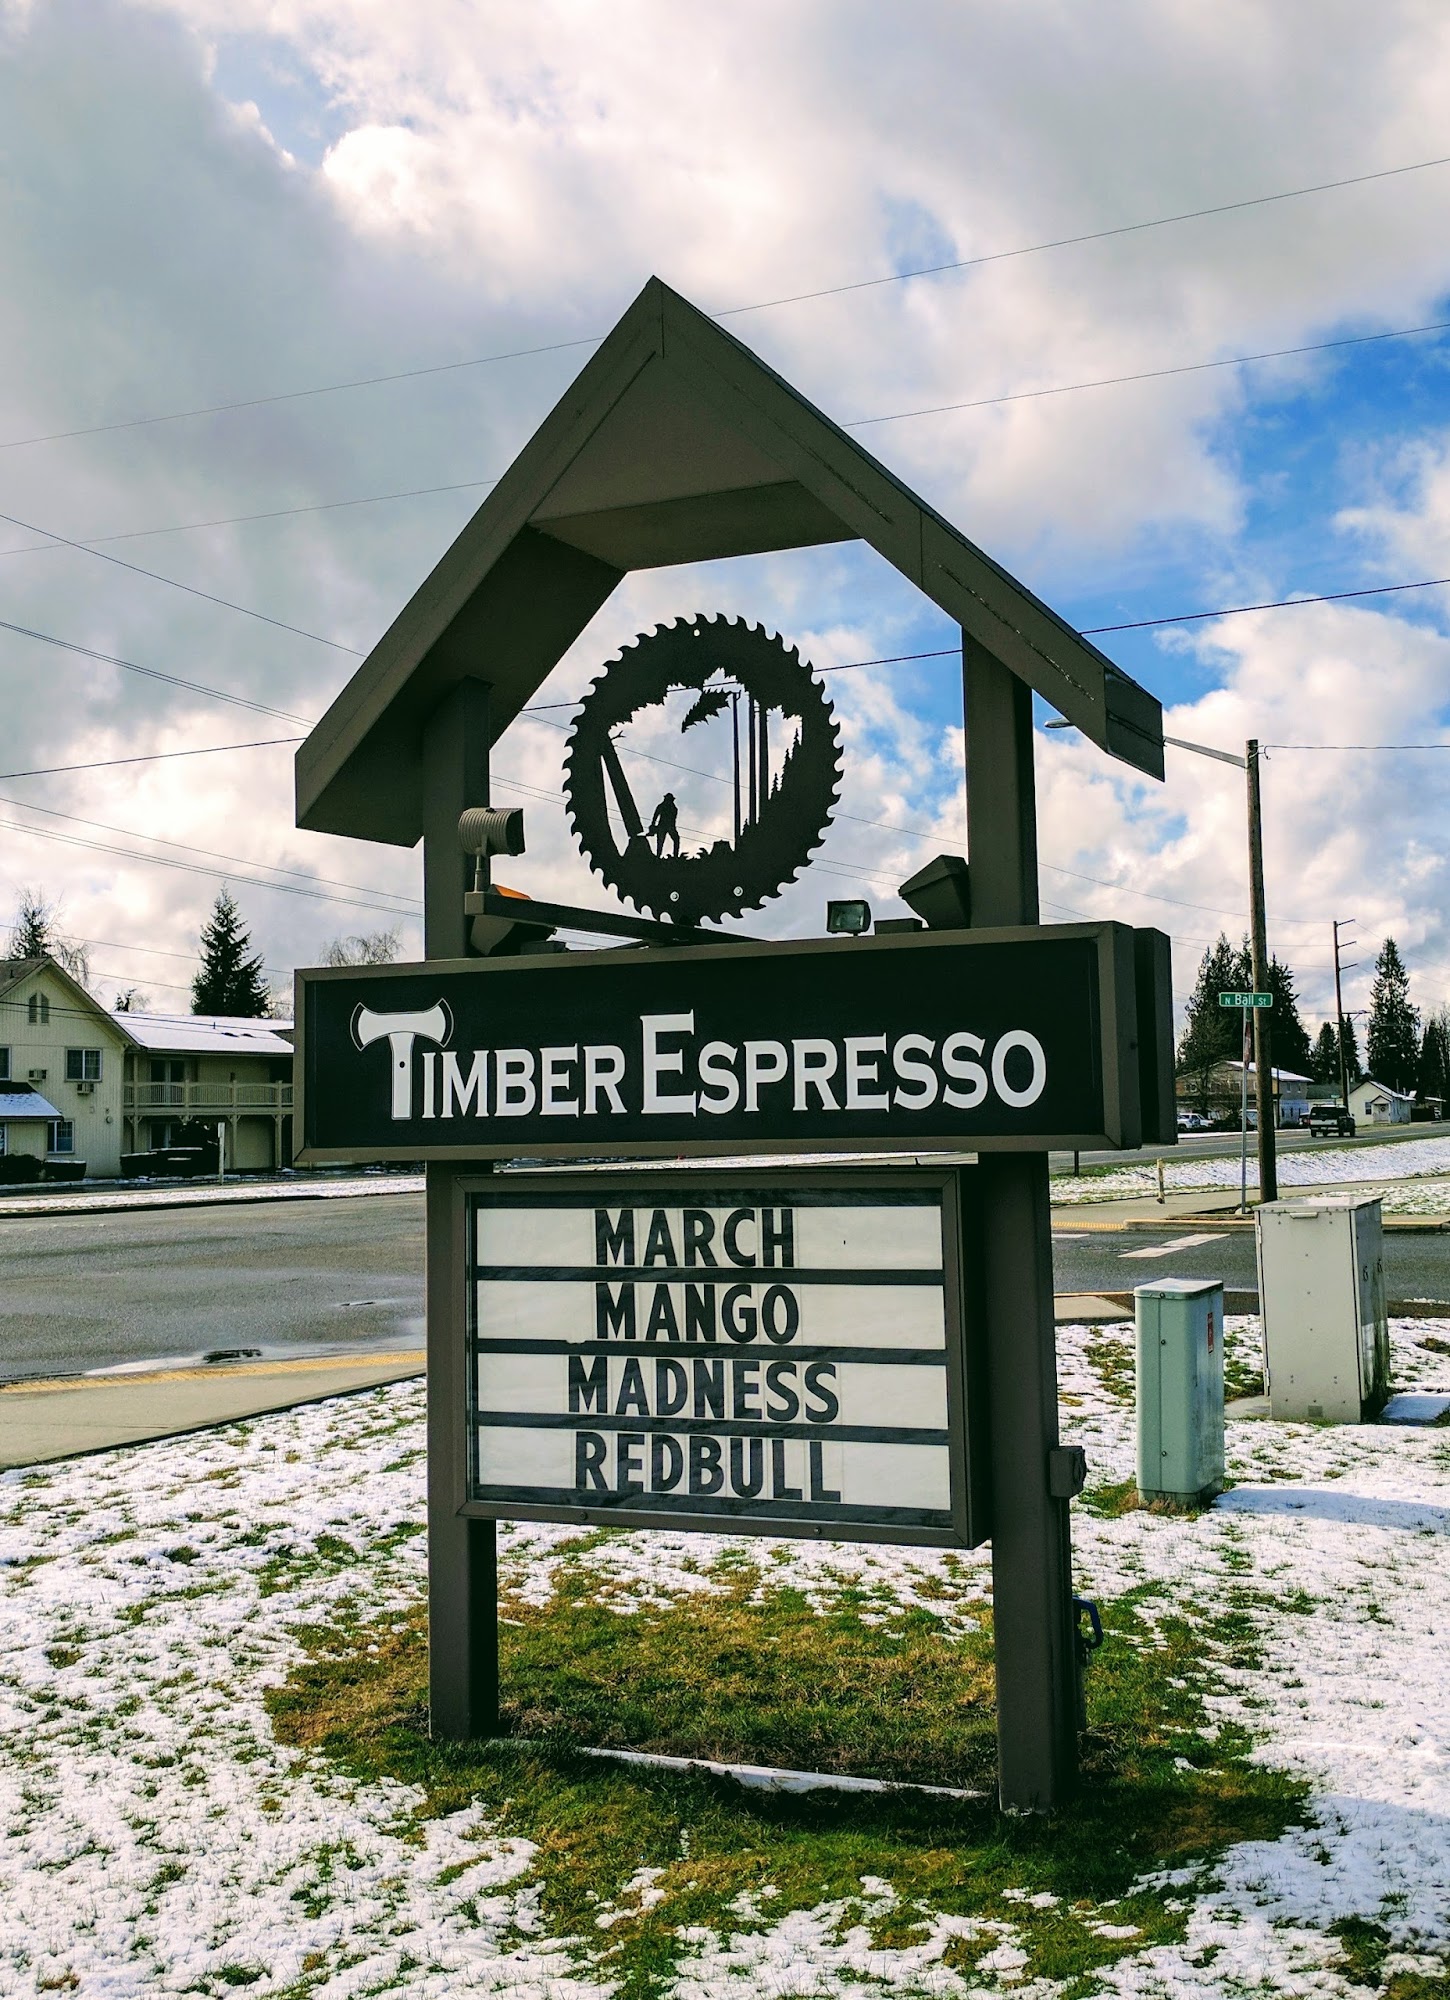 N Ball St
TIMBER ESPRESSO
MARCH
MANGO
MADNESS
REDBULL